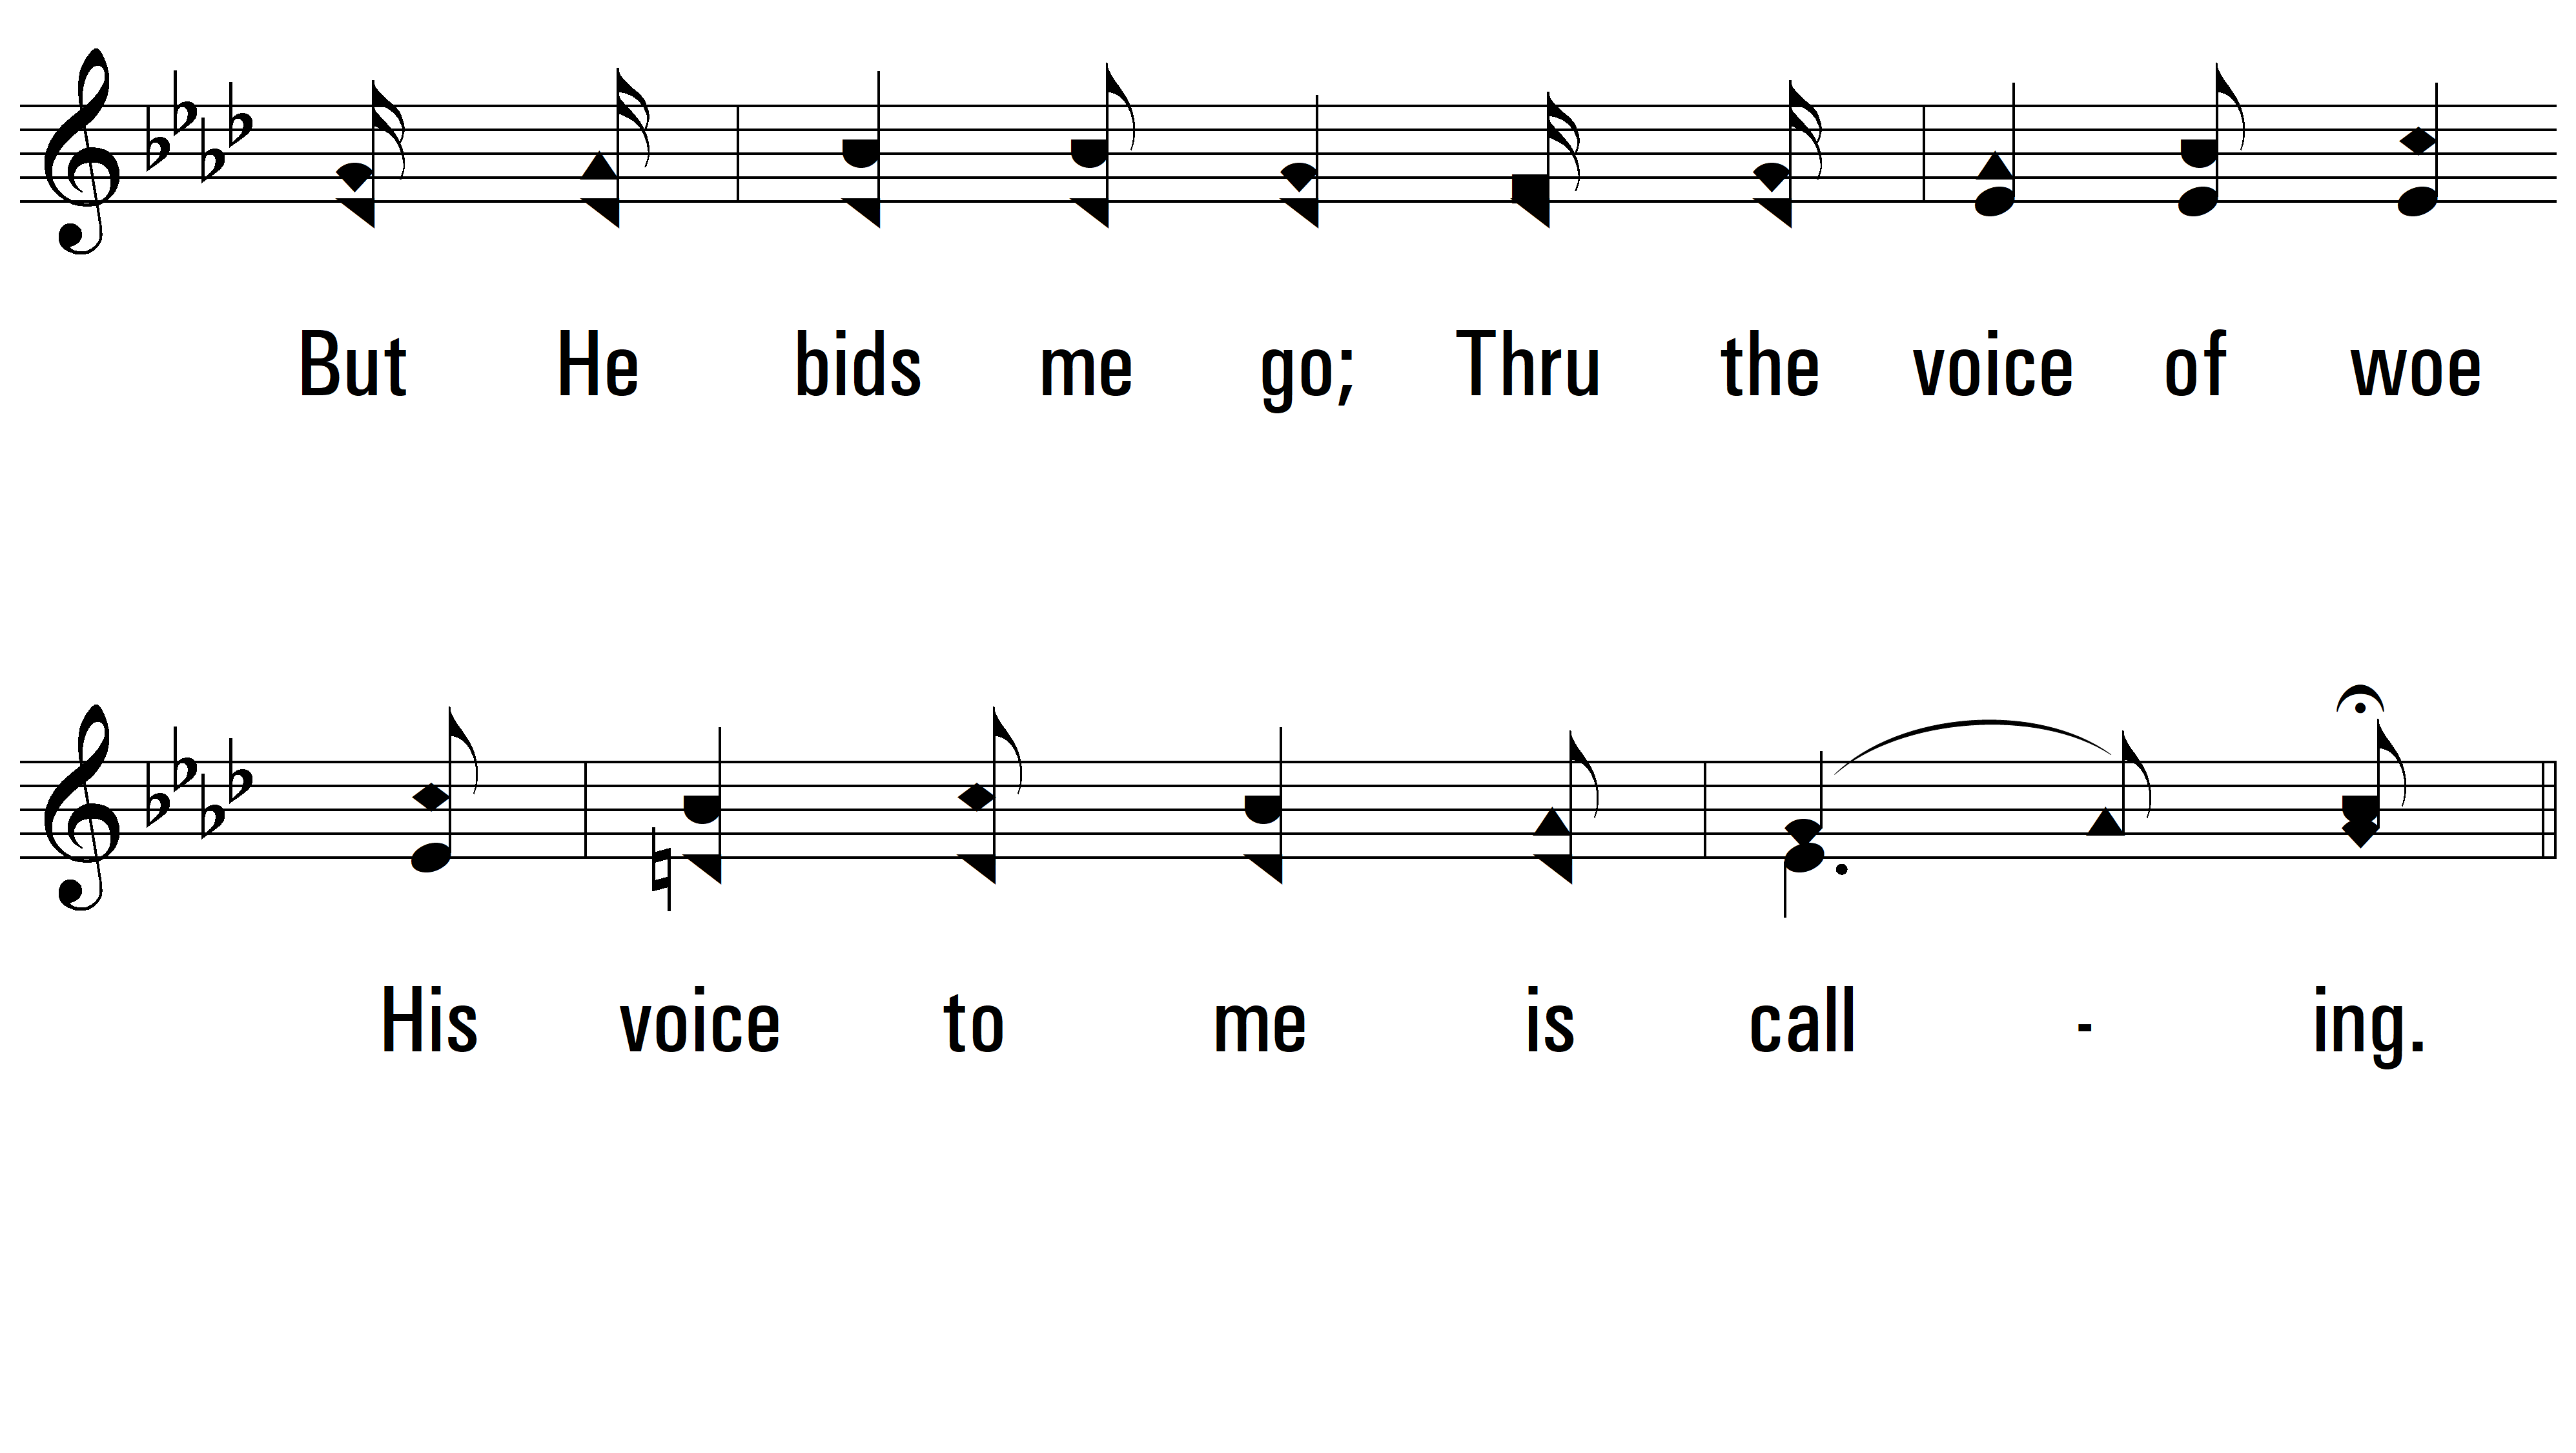 But He bids me go; Thru the voice of woe
His voice to me is call - ing.